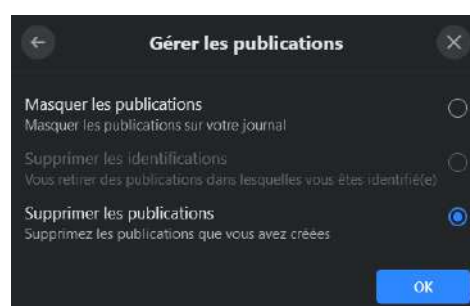 Gérer les publications
Masquer les publications
Masquer les publications sur votre journal
Supprimer les identifications
Vous retirer des publications dans lesquelles vous êtes identifié(e)
Supprimer les publications
Supprimez les publications que vous avez créées
OK